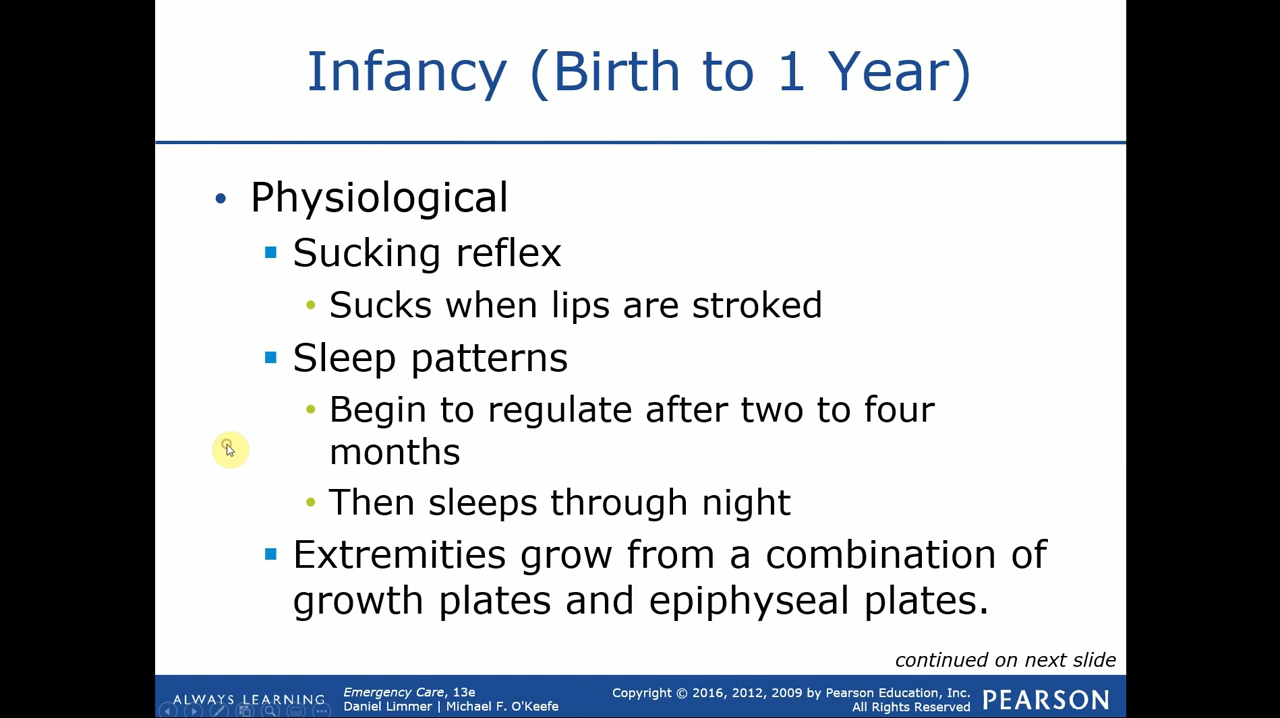 Infancy (Birth to 1 Year)
• Physiological
▪ Sucking reflex
• Sucks when lips are stroked
▪ Sleep patterns
• Begin to regulate after two to four
months
• Then sleeps through night
▪ Extremities grow from a combination of
growth plates and epiphyseal plates.
continued on next slide
ALWAYS LEARNING
Emergency Care, 13e
Daniel Limmer | Michael F. O'Keefe
Copyright © 2016, 2012, 2009 by Pearson Education, Inc.
All Rights Reserved
PEARSON